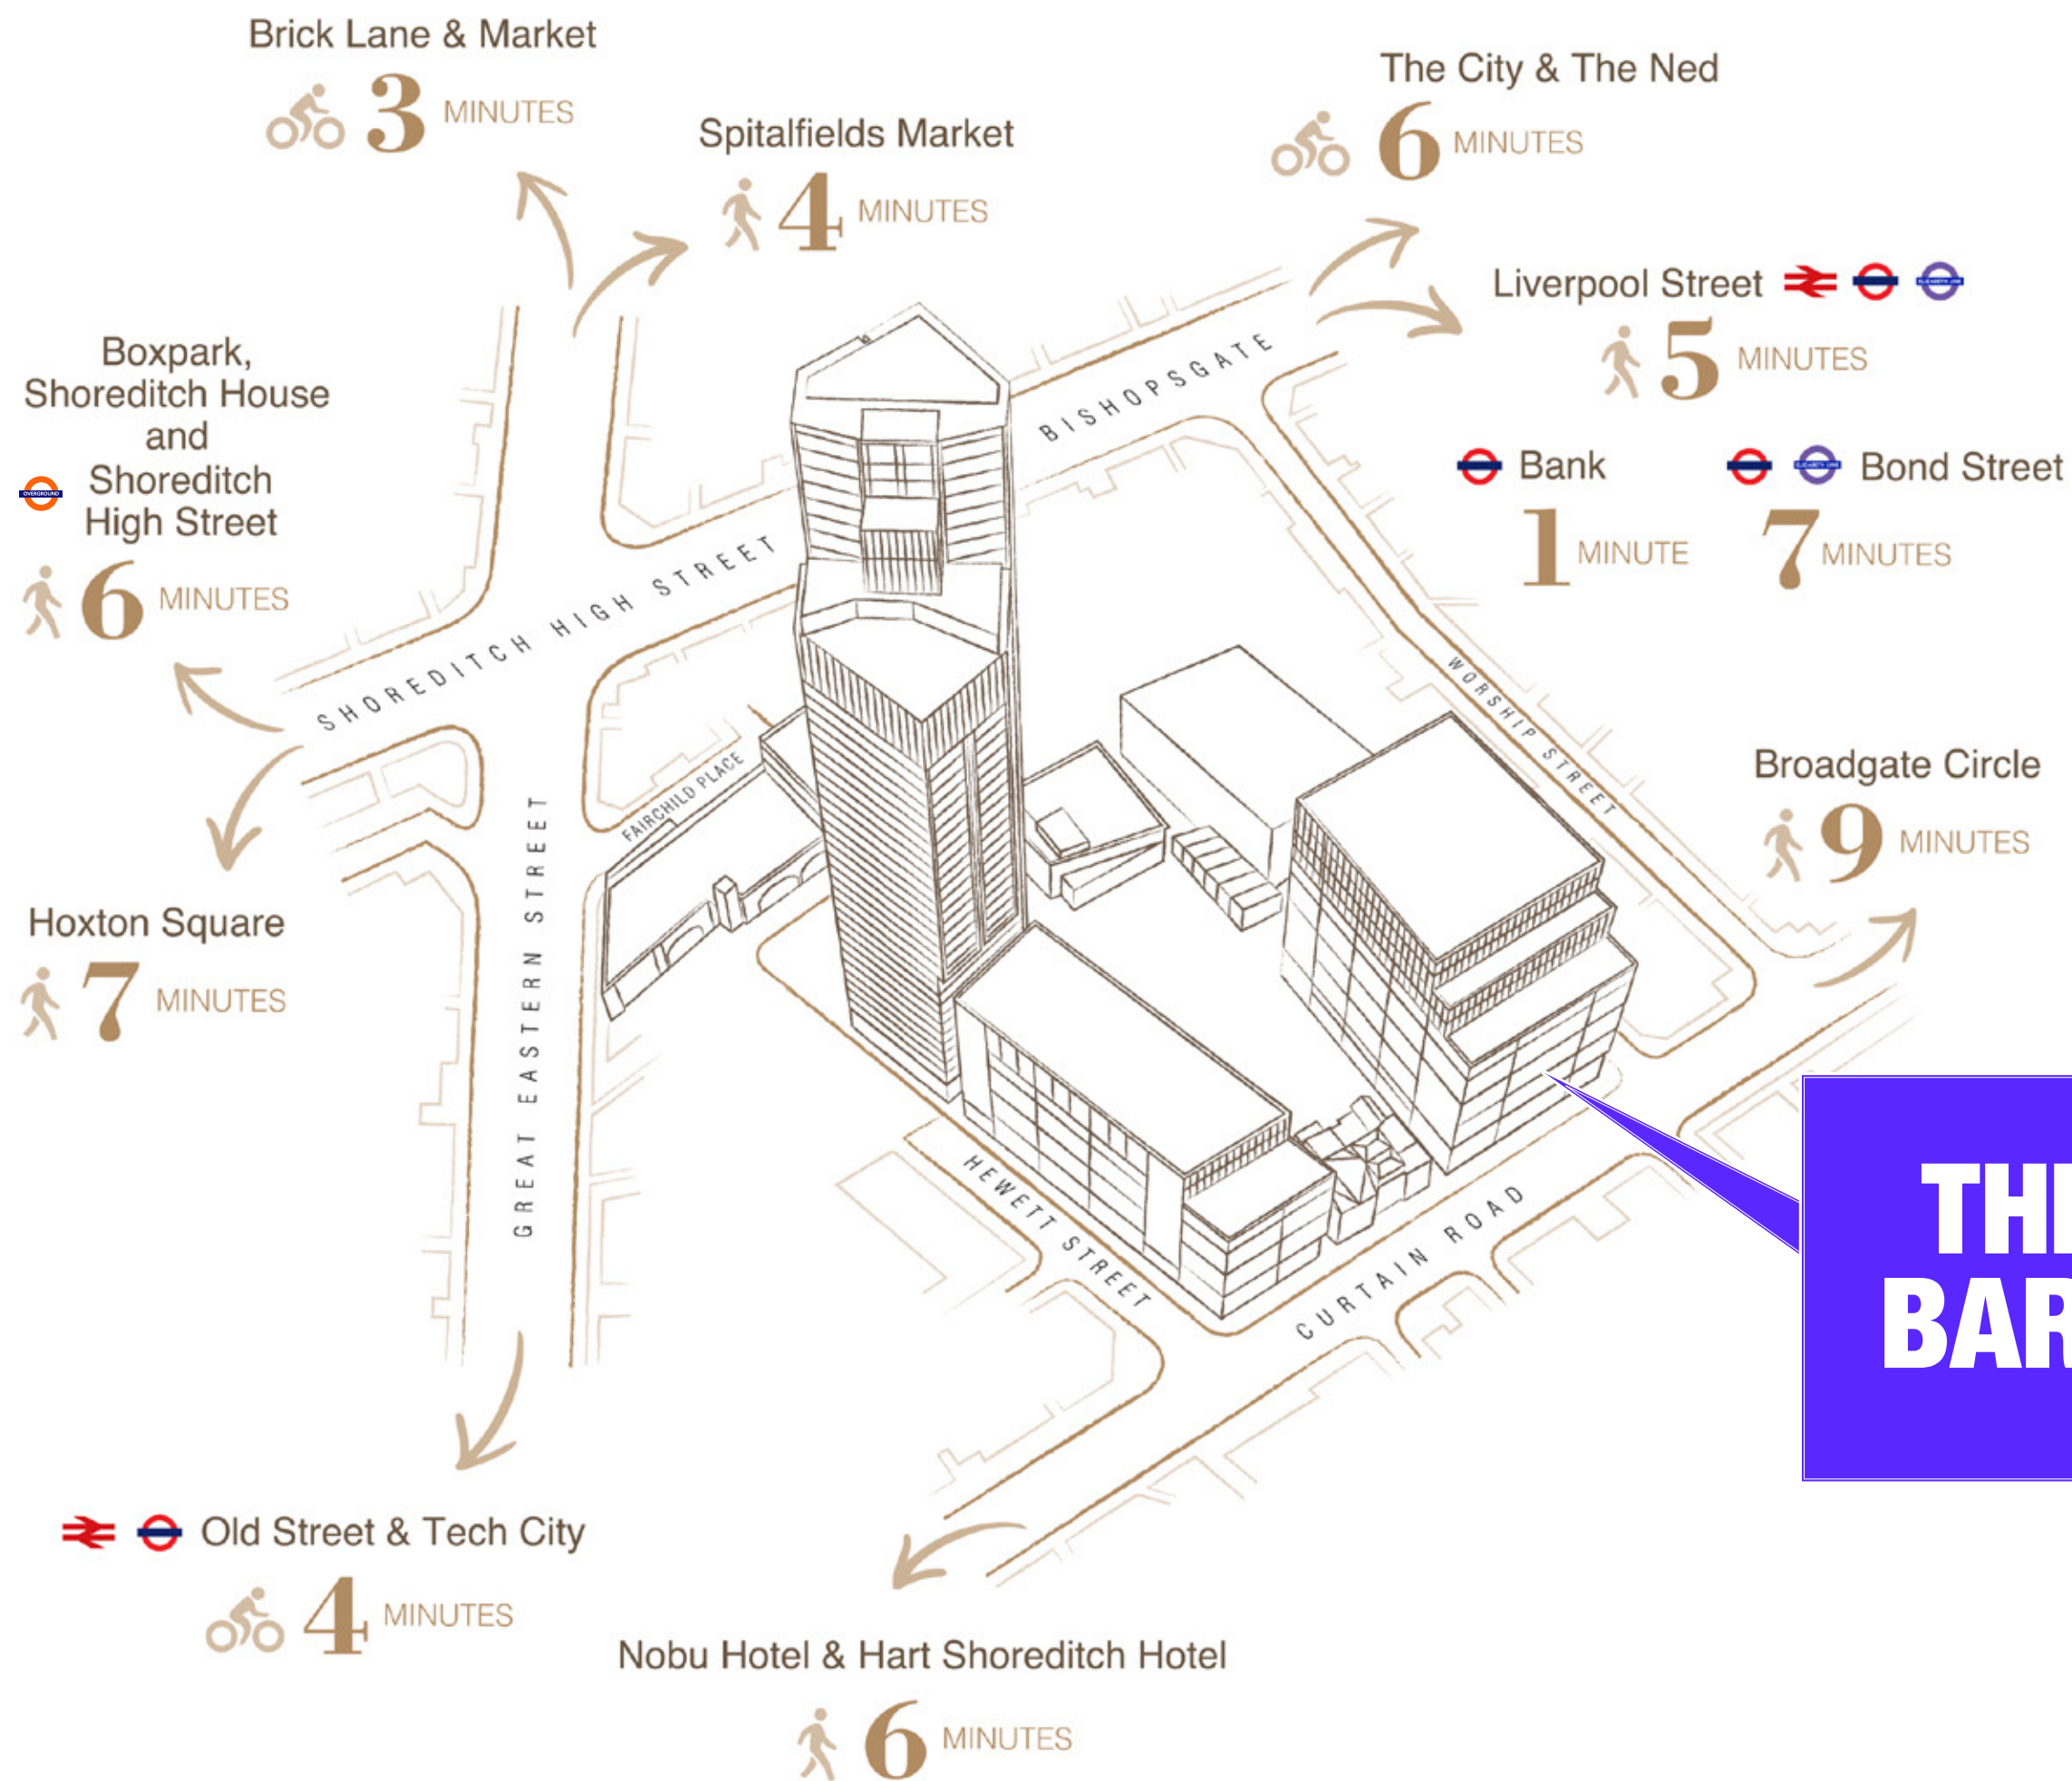 Brick Lane & Market
3 MINUTES
Spitalfields Market
4 MINUTES
The City & The Ned
6 MINUTES
Liverpool Street
5 MINUTES
Bank
1 MINUTE
Bond Street
7 MINUTES
Boxpark,
Shoreditch House
and
OVERGROUND
Shoreditch
High Street
6 MINUTES
BISHOPSGATE
SHOREDITCH HIGH STREET
WORSHIP STREET
FAIRCHILD PLACE
GREAT EASTERN STREET
Broadgate Circle
9 MINUTES
Hoxton Square
7 MINUTES
HEWETT STREET
CURTAIN ROAD
BAR
Old Street & Tech City
4 MINUTES
Nobu Hotel & Hart Shoreditch Hotel
6 MINUTES